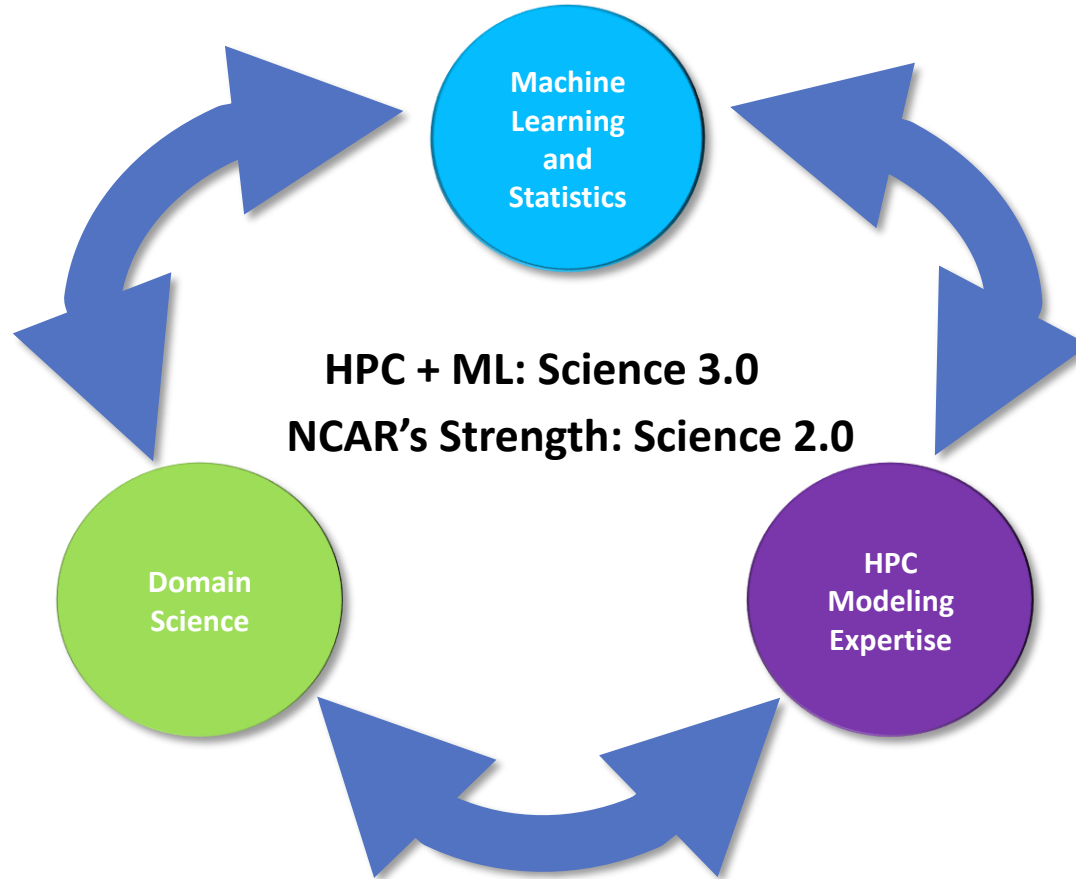 Machine
Learning
and
Statistics
HPC + ML: Science 3.0
NCAR’s Strength: Science 2.0
Domain
Science
HPC
Modeling
Expertise